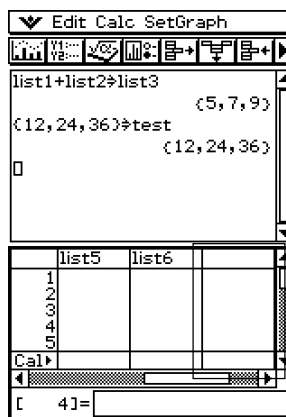 Edit Calc SetGraph
list1+list2⇒list3
{5,7,9}
{12,24,36}⇒test
{12,24,36}
list5 list6
1
2
3
4
5
Cal▶
[ 4]=